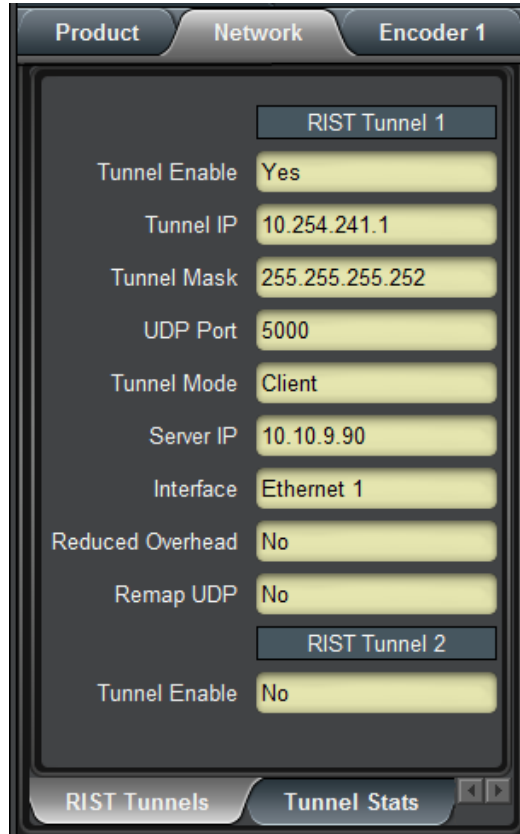 Product Network Encoder 1
RIST Tunnel 1
Tunnel Enable Yes
Tunnel IP 10.254.241.1
Tunnel Mask 255.255.255.252
UDP Port 5000
Tunnel Mode Client
Server IP 10.10.9.90
Interface Ethernet 1
Reduced Overhead No
Remap UDP No
RIST Tunnel 2
Tunnel Enable No
RIST Tunnels Tunnel Stats